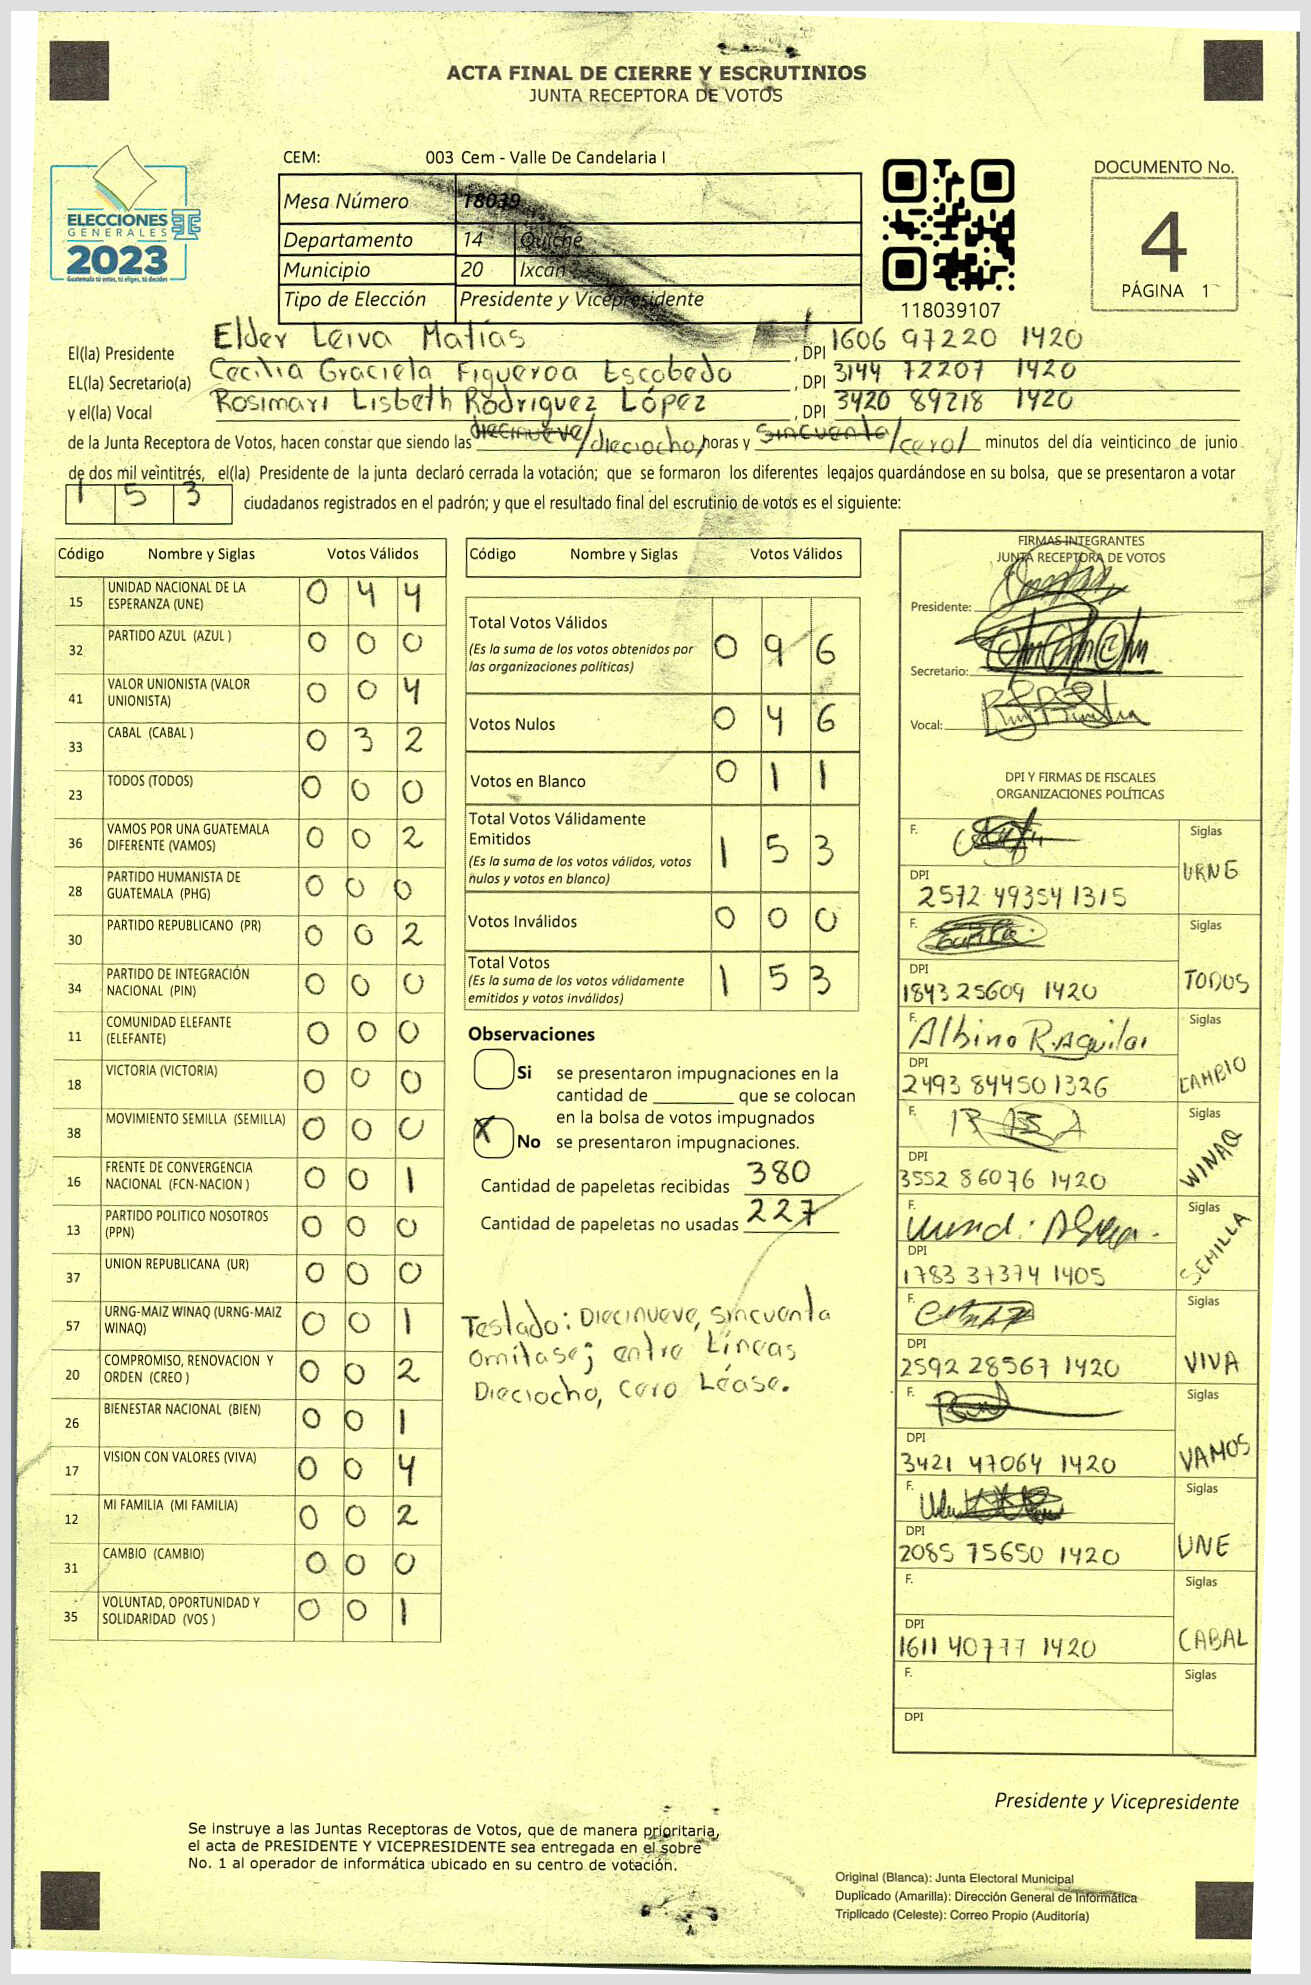 ACTA FINAL DE CIERRE Y ESCRUTINIOS
JUNTA RECEPTORA DE VOTOS
CEM: 003 Cem - Valle De Candelaria I
ELECCIONES
GENERALES
2023
Guatemala tú votas, tú eliges, tú decides
Mesa Número 18039
Departamento 14 Quiché
Municipio 20 Ixcan
Tipo de Elección Presidente y Vicepresidente
118039107
DOCUMENTO No.
4
PÁGINA 1
El(la) Presidente Elder Leiva Matías, DPI 1606 97220 1420
EL(la) Secretario(a) Cecilia Graciela Figueroa Escobedo, DPI 3144 72207 1420
y el(la) Vocal Rosimari Lisbeth Rodriguez López, DPI 3420 89218 1420
de la Junta Receptora de Votos, hacen constar que siendo las diecinueve/dieciocho/horas y sincuenta/cero/ minutos del día veinticinco de junio
de dos mil veintitrés, el(la) Presidente de la junta declaró cerrada la votación; que se formaron los diferentes legajos quardándose en su bolsa, que se presentaron a votar
1 5 3 ciudadanos registrados en el padrón; y que el resultado final del escrutinio de votos es el siguiente:
Código Nombre y Siglas Votos Válidos
15 UNIDAD NACIONAL DE LA ESPERANZA (UNE) 0 4 4
32 PARTIDO AZUL (AZUL ) 0 0 0
41 VALOR UNIONISTA (VALOR UNIONISTA) 0 0 4
33 CABAL (CABAL ) 0 3 2
23 TODOS (TODOS) 0 0 0
36 VAMOS POR UNA GUATEMALA DIFERENTE (VAMOS) 0 0 2
28 PARTIDO HUMANISTA DE GUATEMALA (PHG) 0 0 0
30 PARTIDO REPUBLICANO (PR) 0 0 2
34 PARTIDO DE INTEGRACIÓN NACIONAL (PIN) 0 0 0
11 COMUNIDAD ELEFANTE (ELEFANTE) 0 0 0
18 VICTORIA (VICTORIA) 0 0 0
38 MOVIMIENTO SEMILLA (SEMILLA) 0 0 0
16 FRENTE DE CONVERGENCIA NACIONAL (FCN-NACION ) 0 0 1
13 PARTIDO POLITICO NOSOTROS (PPN) 0 0 0
37 UNION REPUBLICANA (UR) 0 0 0
57 URNG-MAIZ WINAQ (URNG-MAIZ WINAQ) 0 0 1
20 COMPROMISO, RENOVACION Y ORDEN (CREO ) 0 0 2
26 BIENESTAR NACIONAL (BIEN) 0 0 1
17 VISION CON VALORES (VIVA) 0 0 4
12 MI FAMILIA (MI FAMILIA) 0 0 2
31 CAMBIO (CAMBIO) 0 0 0
35 VOLUNTAD, OPORTUNIDAD Y SOLIDARIDAD (VOS ) 0 0 1
Código Nombre y Siglas Votos Válidos
Total Votos Válidos 0 9 6
(Es la suma de los votos obtenidos por
las organizaciones políticas)
Votos Nulos 0 4 6
Votos en Blanco 0 1 1
Total Votos Válidamente
Emitidos 1 5 3
(Es la suma de los votos válidos, votos
nulos y votos en blanco)
Votos Inválidos 0 0 0
Total Votos 1 5 3
(Es la suma de los votos válidamente
emitidos y votos inválidos)
Observaciones
Si se presentaron impugnaciones en la
cantidad de ________ que se colocan
en la bolsa de votos impugnados
X No se presentaron impugnaciones.
Cantidad de papeletas recibidas 380
Cantidad de papeletas no usadas 227
Testado: Diecinueve, sincuenta
Omitase; entre Líneas
Dieciocho, cero Léase.
FIRMAS INTEGRANTES
JUNTA RECEPTORA DE VOTOS
Presidente:
Secretario:
Vocal:
DPI Y FIRMAS DE FISCALES
ORGANIZACIONES POLÍTICAS
F. Siglas
DPI 2572 49354 1315 URNG
F. Siglas
DPI 1843 25609 1420 TODOS
F. Albino R. Aguilar Siglas
DPI 2493 84450 1326 CAMBIO
F. Siglas
DPI 3552 86076 1420 WINAQ
F. Siglas
DPI 1783 37374 1405 SEMILLA
F. Siglas
DPI 2592 28567 1420 VIVA
F. Siglas
DPI 3421 47064 1420 VAMOS
F. Siglas
DPI 2085 75650 1420 UNE
F. Siglas
DPI 1611 40777 1420 CABAL
F. Siglas
DPI
Presidente y Vicepresidente
Se instruye a las Juntas Receptoras de Votos, que de manera prioritaria,
el acta de PRESIDENTE Y VICEPRESIDENTE sea entregada en el sobre
No. 1 al operador de informática ubicado en su centro de votación.
Original (Blanca): Junta Electoral Municipal
Duplicado (Amarilla): Dirección General de Informática
Triplicado (Celeste): Correo Propio (Auditoría)